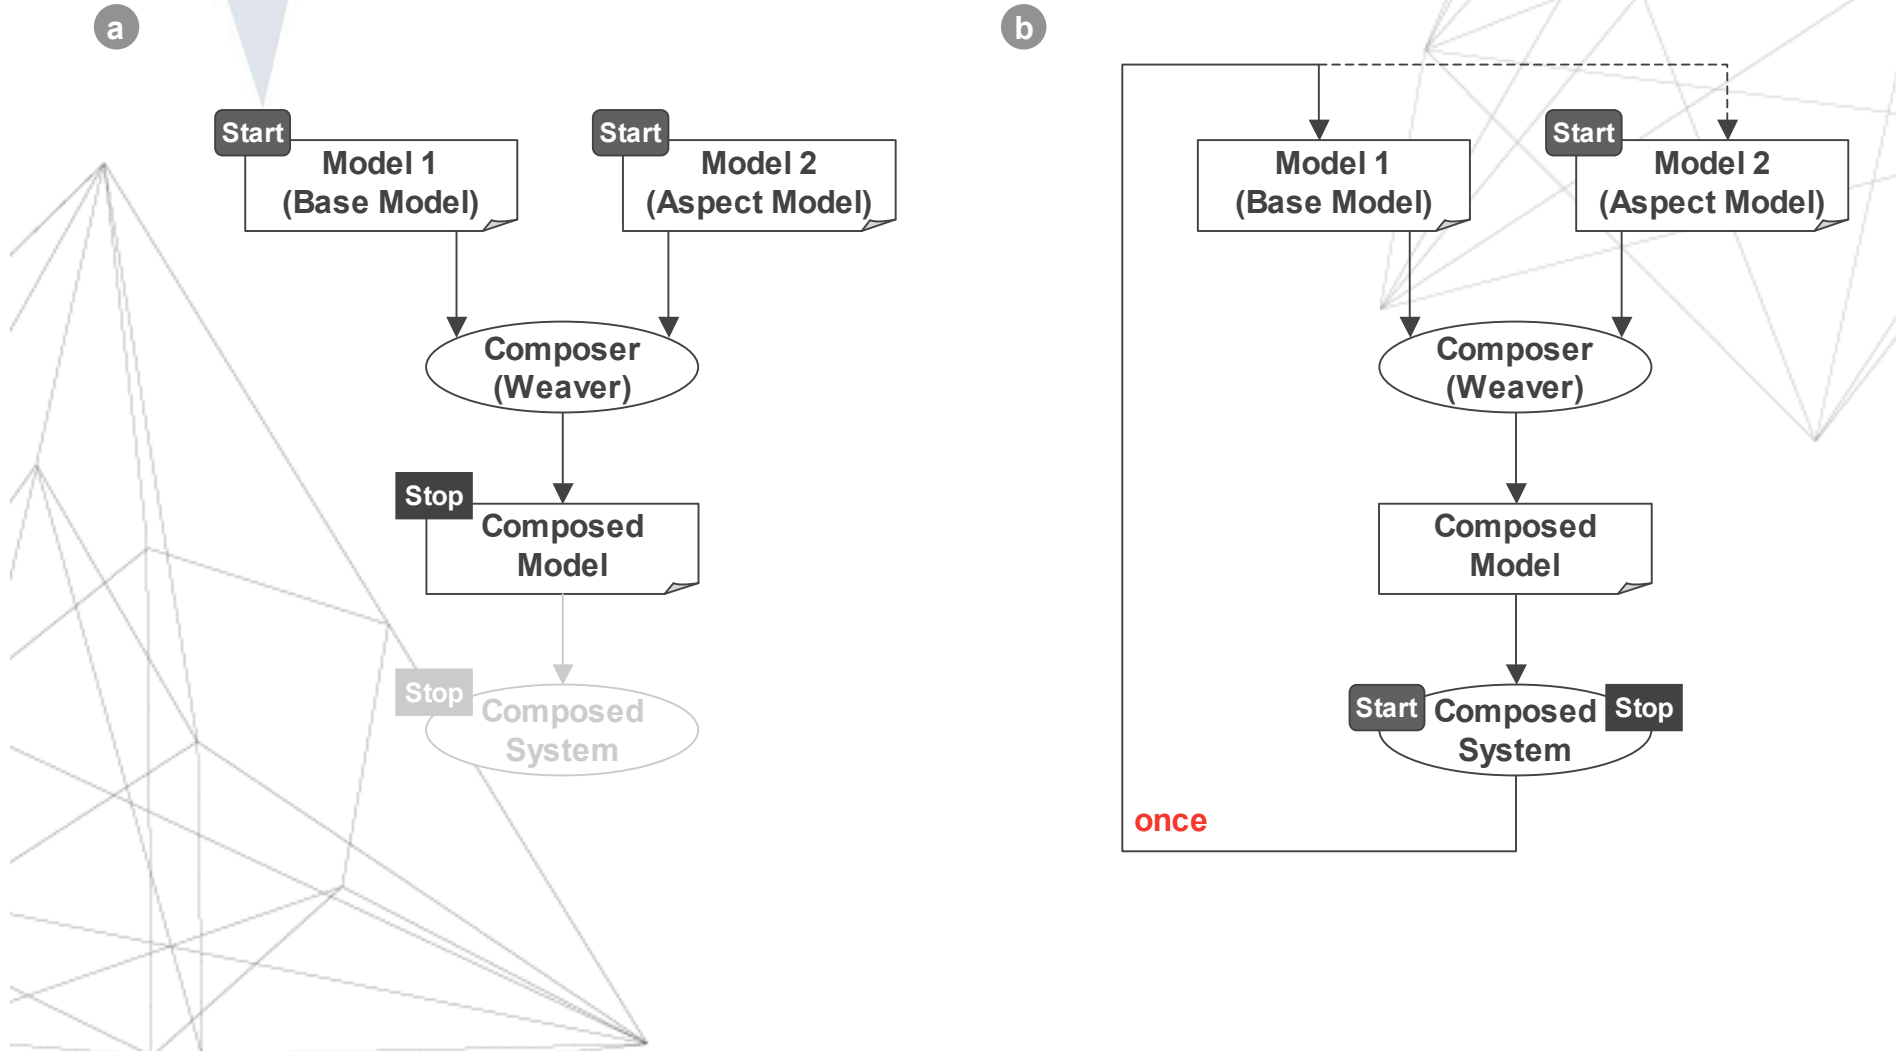 a
Start
Model 1
(Base Model)
Start
Model 2
(Aspect Model)
Composer
(Weaver)
Stop
Composed
Model
Stop
Composed
System
b
Model 1
(Base Model)
Start
Model 2
(Aspect Model)
Composer
(Weaver)
Composed
Model
Start
Composed
System
Stop
once